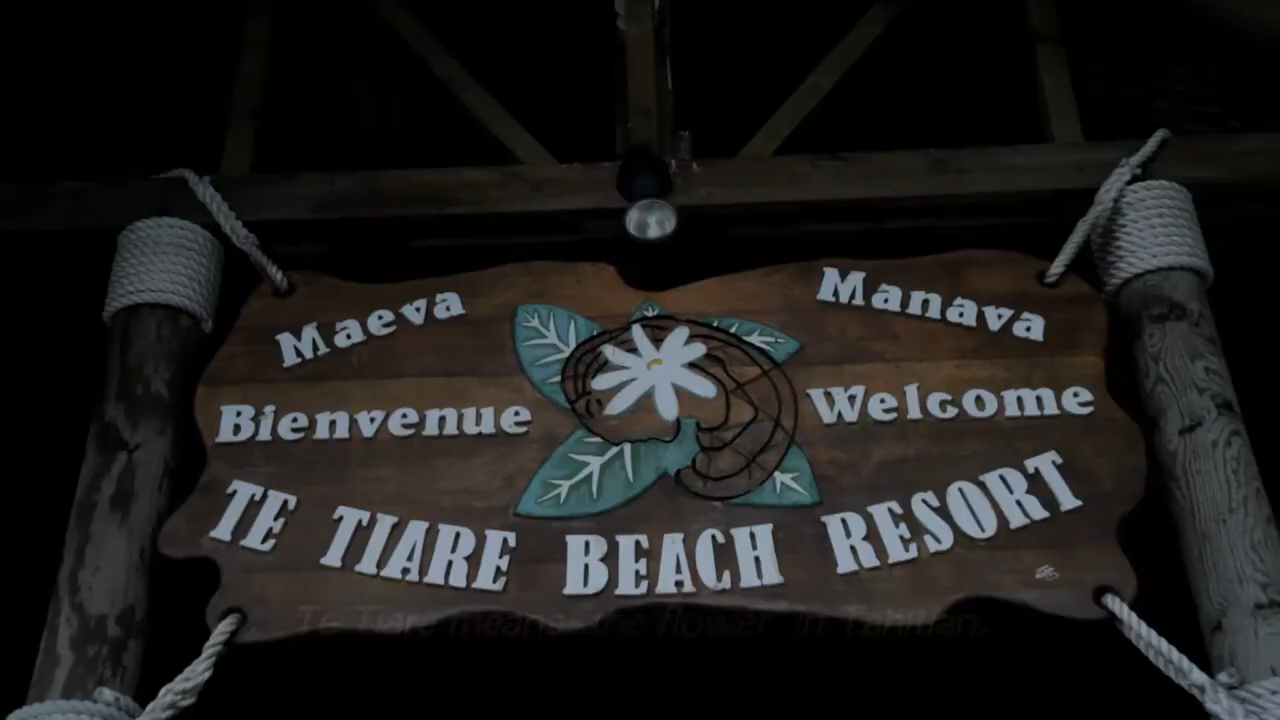 Maeva
Manava
Bienvenue
Welcome
TE TIARE BEACH RESORT
Te Tiare means the flower in Tahitian.